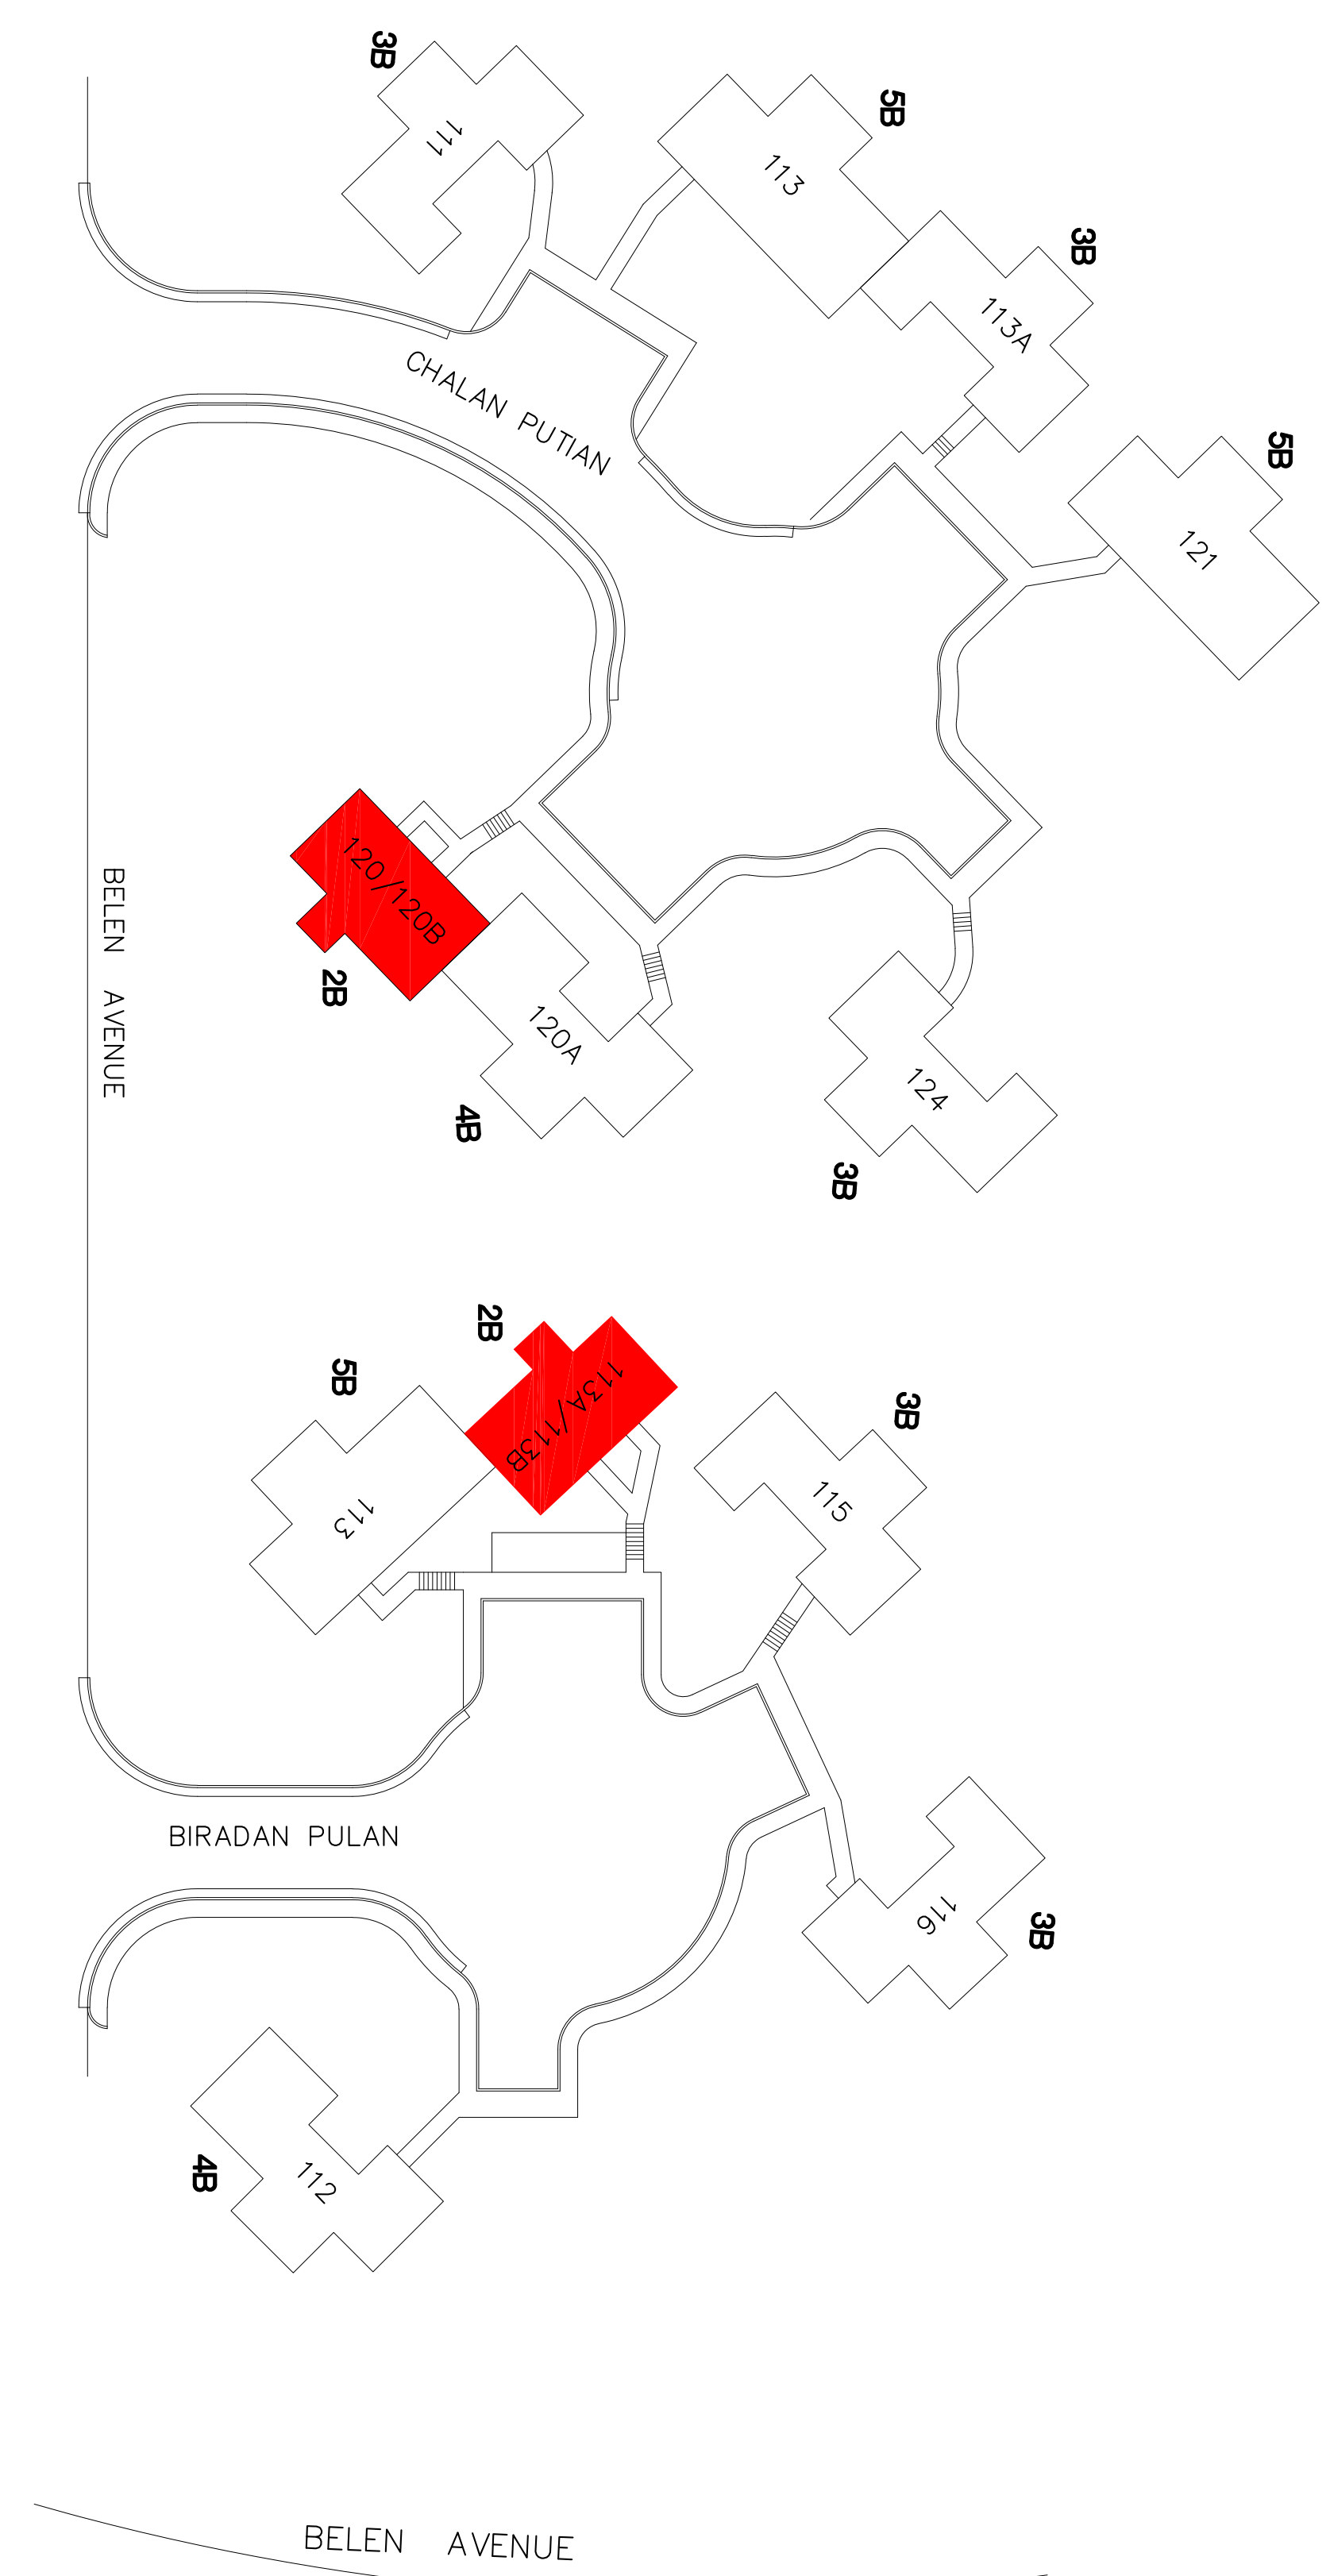 3B
111
5B
113
3B
113A
CHALAN PUTIAN
5B
121
120/120B
2B
BELEN AVENUE
120A
4B
124
3B
2B
113A/113B
5B
113
3B
115
BIRADAN PULAN
116
3B
4B
112
BELEN AVENUE